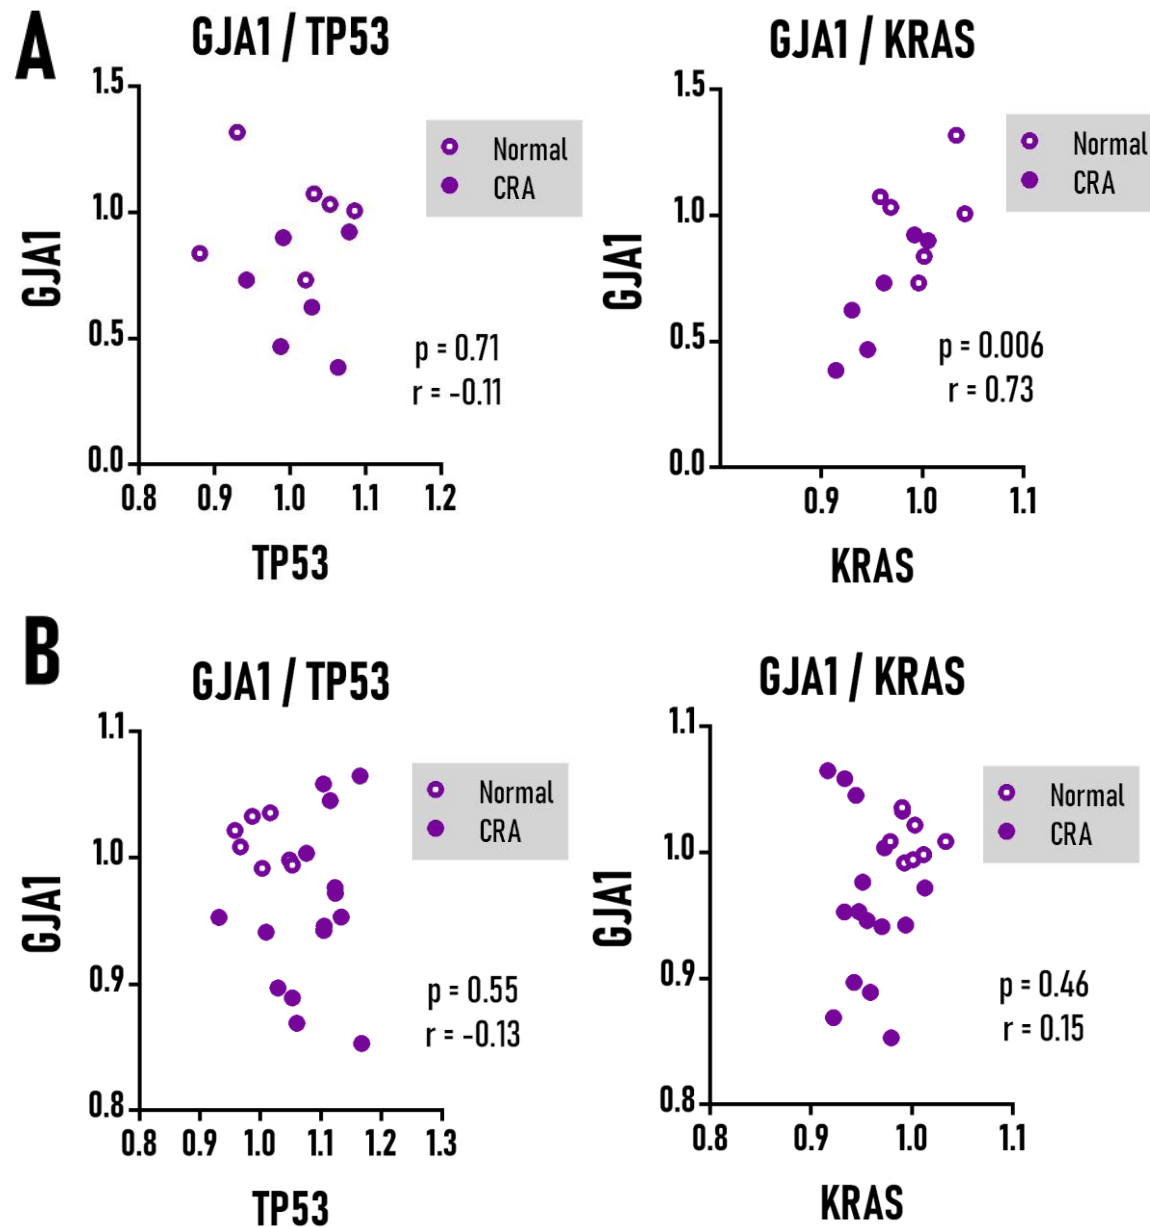 A
GJA1 / TP53
1.5
1.0
0.5
0.0
GJA1
Normal
CRA
p = 0.71
r = -0.11
0.8 0.9 1.0 1.1 1.2
TP53
GJA1 / KRAS
1.5
1.0
0.5
0.0
GJA1
Normal
CRA
p = 0.006
r = 0.73
0.9 1.0 1.1
KRAS
B
GJA1 / TP53
1.1
1.0
0.9
0.8
GJA1
Normal
CRA
p = 0.55
r = -0.13
0.8 0.9 1.0 1.1 1.2 1.3
TP53
GJA1 / KRAS
1.1
1.0
0.9
0.8
GJA1
Normal
CRA
p = 0.46
r = 0.15
0.8 0.9 1.0 1.1
KRAS